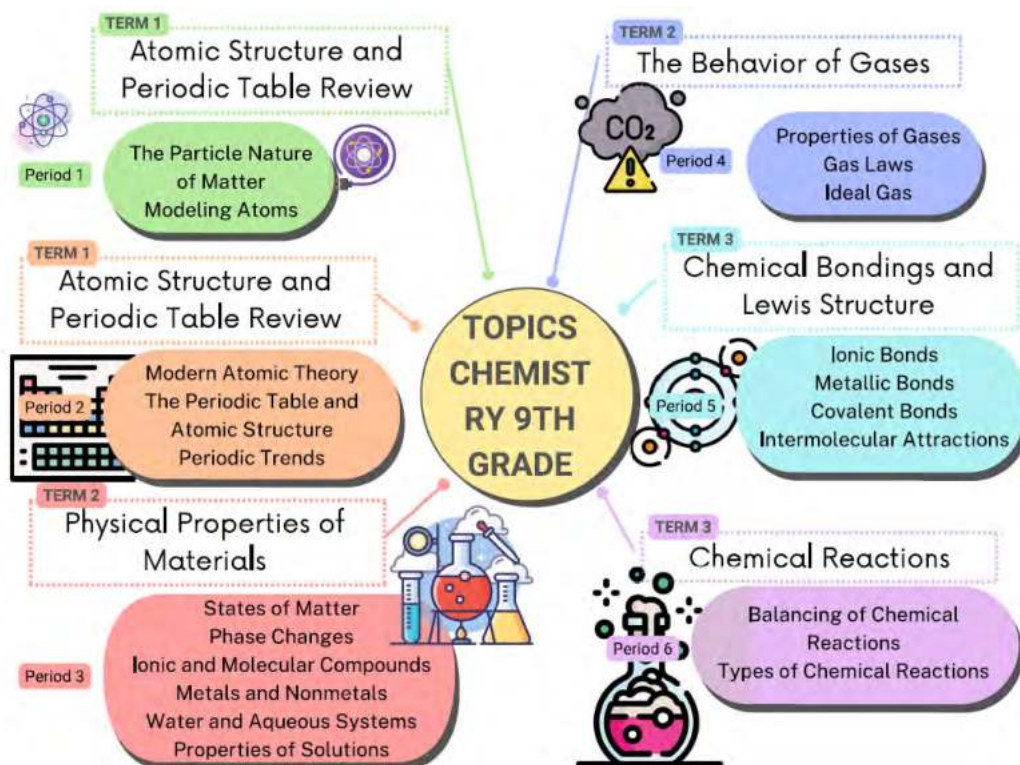 TERM 1
Atomic Structure and
Periodic Table Review
Period 1
The Particle Nature
of Matter
Modeling Atoms
TERM 1
Atomic Structure and
Periodic Table Review
Period 2
Modern Atomic Theory
The Periodic Table and
Atomic Structure
Periodic Trends
TERM 2
Physical Properties of
Materials
Period 3
States of Matter
Phase Changes
Ionic and Molecular Compounds
Metals and Nonmetals
Water and Aqueous Systems
Properties of Solutions
TOPICS
CHEMIST
RY 9TH
GRADE
TERM 2
The Behavior of Gases
CO₂
!
Period 4
Properties of Gases
Gas Laws
Ideal Gas
TERM 3
Chemical Bondings and
Lewis Structure
Period 5
Ionic Bonds
Metallic Bonds
Covalent Bonds
Intermolecular Attractions
TERM 3
Chemical Reactions
Period 6
Balancing of Chemical
Reactions
Types of Chemical Reactions